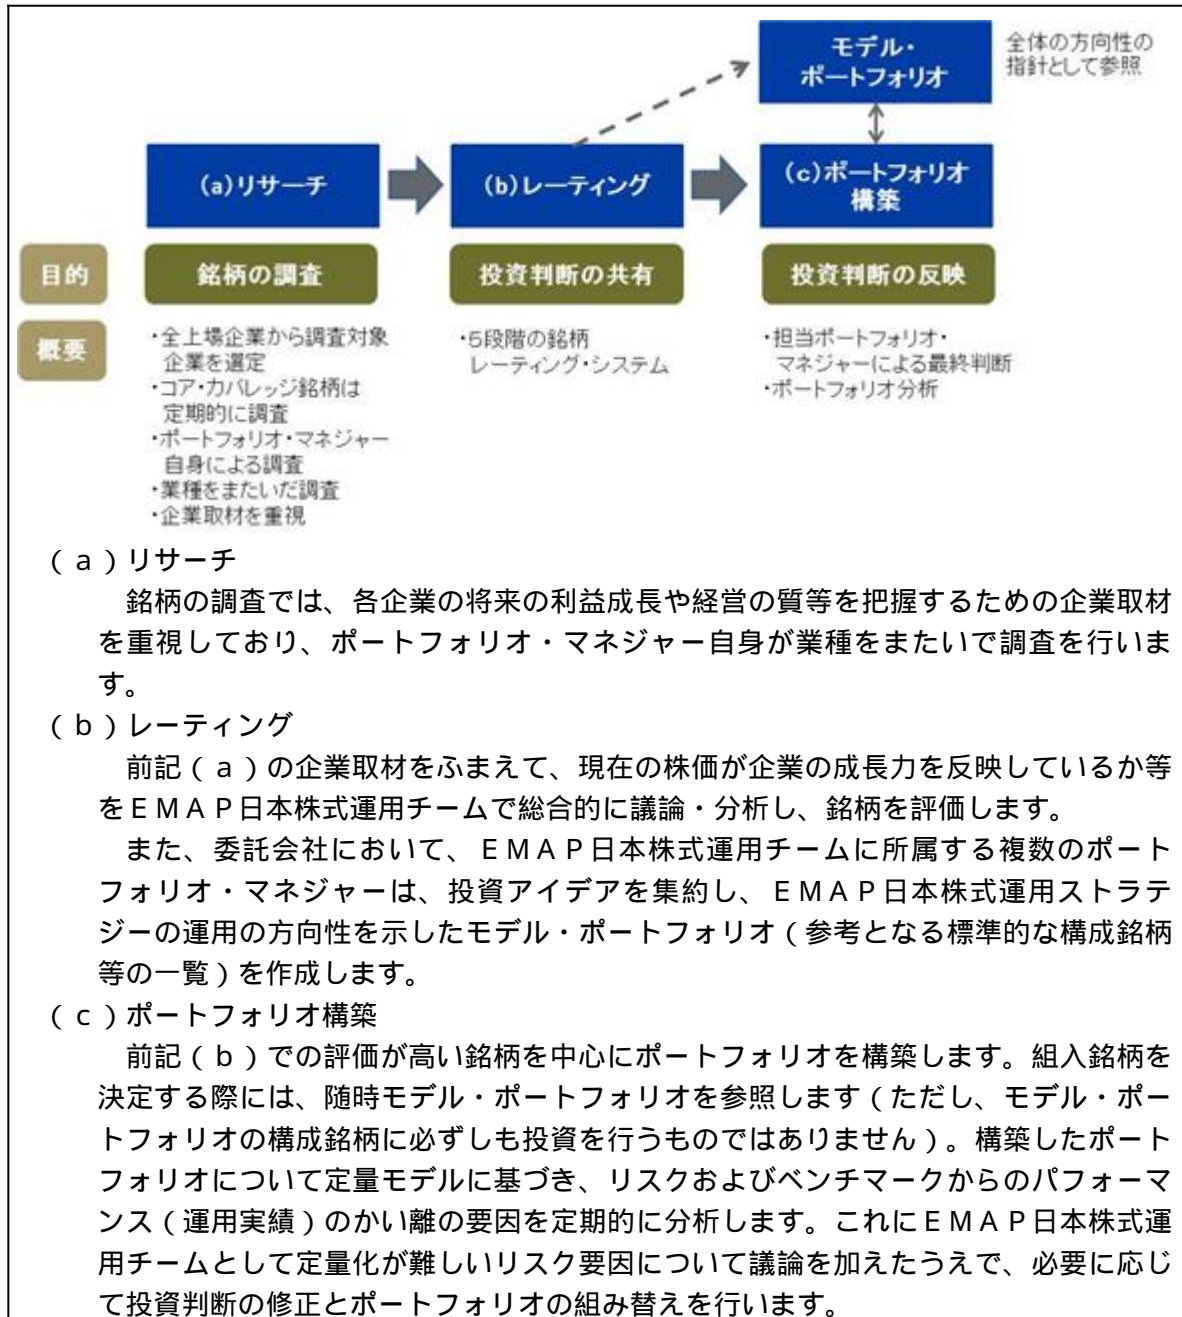 モデル・
ポートフォリオ
全体の方向性の
指針として参照
(a)リサーチ
(b)レーティング
(c)ポートフォリオ
構築
目的
銘柄の調査
投資判断の共有
投資判断の反映
概要
・全上場企業から調査対象
企業を選定
・コア・カバレッジ銘柄は
定期的に調査
・ポートフォリオ・マネジャー
自身による調査
・業種をまたいだ調査
・企業取材を重視
・5段階の銘柄
レーティング・システム
・担当ポートフォリオ・
マネジャーによる最終判断
・ポートフォリオ分析
(a)リサーチ
銘柄の調査では、各企業の将来の利益成長や経営の質等を把握するための企業取材
を重視しており、ポートフォリオ・マネジャー自身が業種をまたいで調査を行いま
す。
(b)レーティング
前記(a)の企業取材をふまえて、現在の株価が企業の成長力を反映しているか等
をEMAP日本株式運用チームで総合的に議論・分析し、銘柄を評価します。
また、委託会社において、EMAP日本株式運用チームに所属する複数のポート
フォリオ・マネジャーは、投資アイデアを集約し、EMAP日本株式運用ストラテ
ジーの運用の方向性を示したモデル・ポートフォリオ(参考となる標準的な構成銘柄
等の一覧)を作成します。
(c)ポートフォリオ構築
前記(b)での評価が高い銘柄を中心にポートフォリオを構築します。組入銘柄を
決定する際には、随時モデル・ポートフォリオを参照します(ただし、モデル・ポー
トフォリオの構成銘柄に必ずしも投資を行うものではありません)。構築したポート
フォリオについて定量モデルに基づき、リスクおよびベンチマークからのパフォーマ
ンス(運用実績)のかい離の要因を定期的に分析します。これにEMAP日本株式運
用チームとして定量化が難しいリスク要因について議論を加えたうえで、必要に応じ
て投資判断の修正とポートフォリオの組み替えを行います。